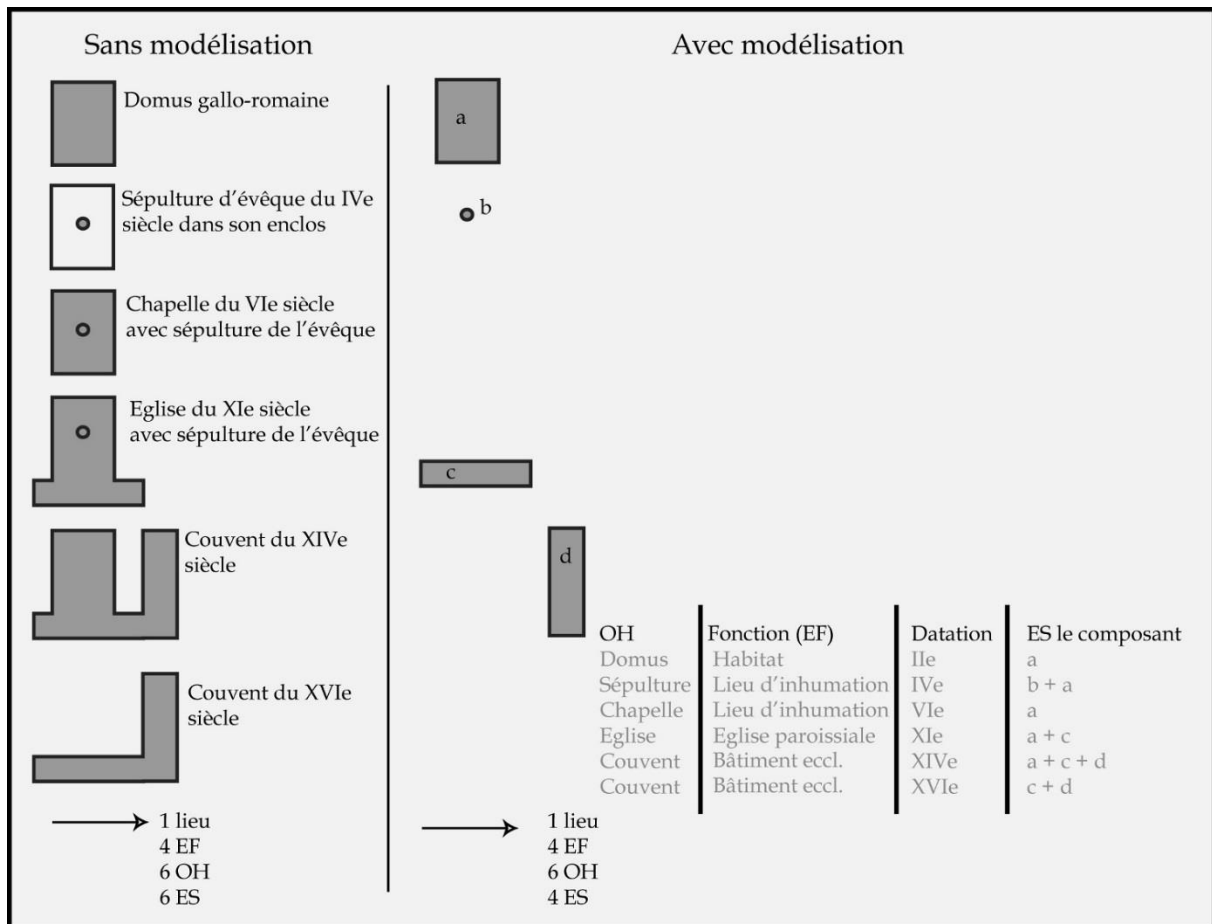 Sans modélisation
Domus gallo-romaine
Sépulture d'évêque du IVe
siècle dans son enclos
Chapelle du VIe siècle
avec sépulture de l'évêque
Eglise du XIe siècle
avec sépulture de l'évêque
Couvent du XIVe
siècle
Couvent du XVIe
siècle
1 lieu
4 EF
6 OH
6 ES
Avec modélisation
a
b
c
d
OH Fonction (EF) Datation ES le composant
Domus Habitat IIe a
Sépulture Lieu d'inhumation IVe b + a
Chapelle Lieu d'inhumation VIe a
Eglise Eglise paroissiale XIe a + c
Couvent Bâtiment eccl. XIVe a + c + d
Couvent Bâtiment eccl. XVIe c + d
1 lieu
4 EF
6 OH
4 ES